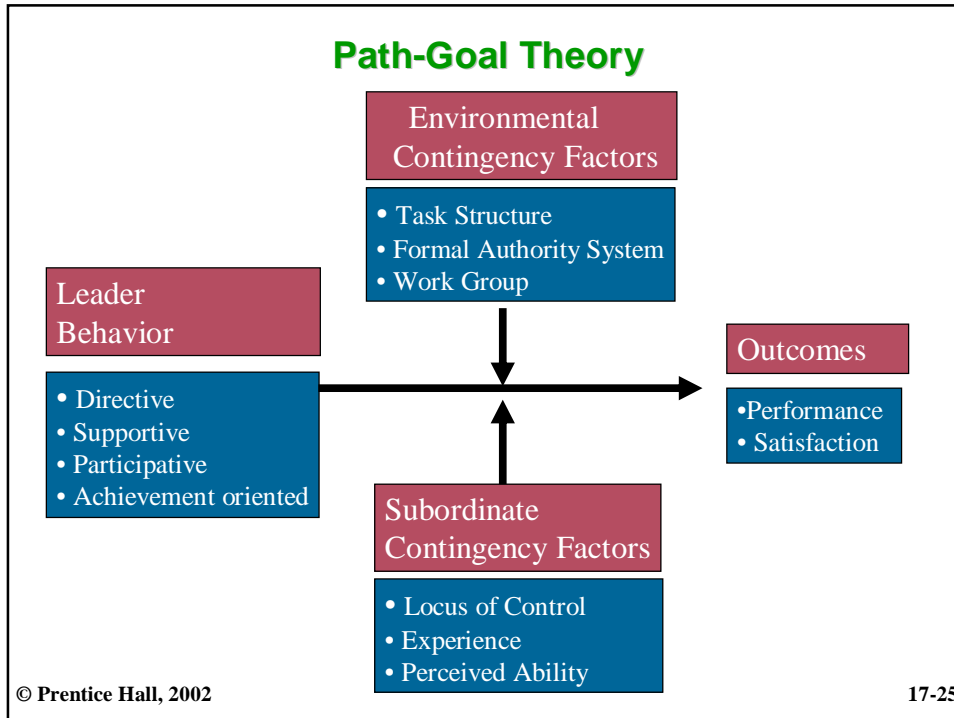 Path-Goal Theory
Environmental
Contingency Factors
• Task Structure
• Formal Authority System
• Work Group
Leader
Behavior
• Directive
• Supportive
• Participative
• Achievement oriented
Outcomes
•Performance
• Satisfaction
Subordinate
Contingency Factors
• Locus of Control
• Experience
• Perceived Ability
© Prentice Hall, 2002
17-25